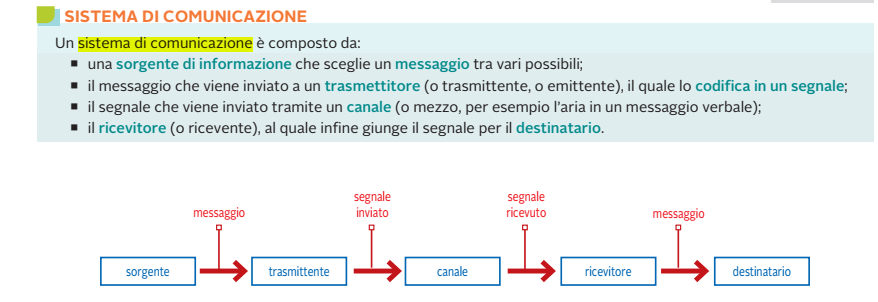 SISTEMA DI COMUNICAZIONE
Un sistema di comunicazione è composto da:
▪ una sorgente di informazione che sceglie un messaggio tra vari possibili;
▪ il messaggio che viene inviato a un trasmettitore (o trasmittente, o emittente), il quale lo codifica in un segnale;
▪ il segnale che viene inviato tramite un canale (o mezzo, per esempio l'aria in un messaggio verbale);
▪ il ricevitore (o ricevente), al quale infine giunge il segnale per il destinatario.
messaggio
segnale
inviato
segnale
ricevuto
messaggio
sorgente
trasmittente
canale
ricevitore
destinatario